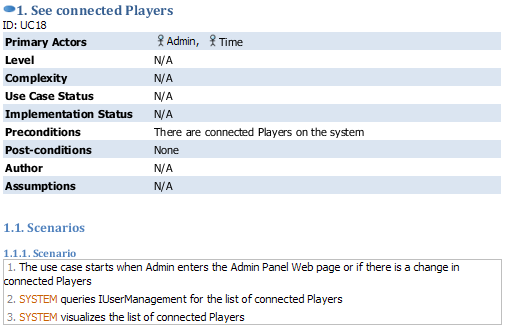 1. See connected Players
ID: UC18
Primary Actors Admin, Time
Level N/A
Complexity N/A
Use Case Status N/A
Implementation Status N/A
Preconditions There are connected Players on the system
Post-conditions None
Author N/A
Assumptions N/A
1.1. Scenarios
1.1.1. Scenario
1. The use case starts when Admin enters the Admin Panel Web page or if there is a change in
connected Players
2. SYSTEM queries IUserManagement for the list of connected Players
3. SYSTEM visualizes the list of connected Players